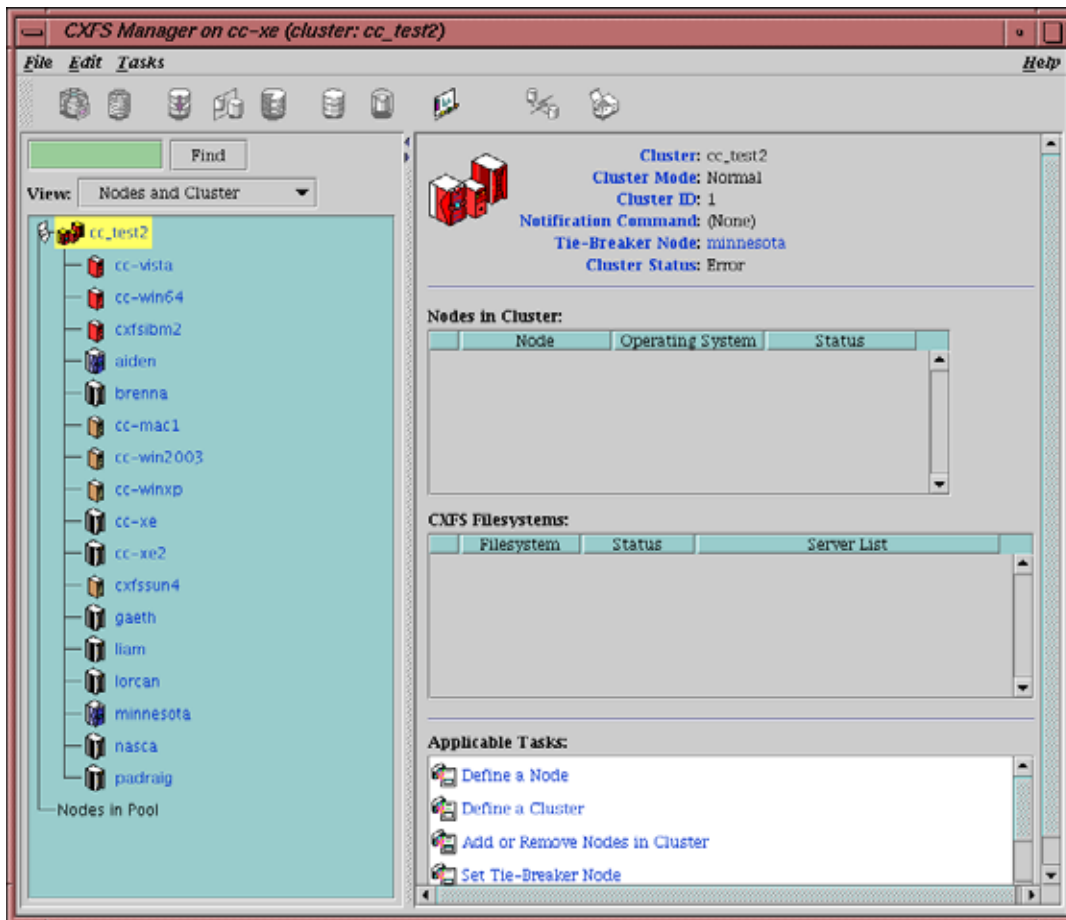 CXFS Manager on cc-xe (cluster: cc_test2)
File Edit Tasks Help
Find
View: Nodes and Cluster
cc_test2
cc-vista
cc-win64
cxfsibm2
aiden
brenna
cc-mac1
cc-win2003
cc-winxp
cc-xe
cc-xe2
cxfssun4
gaeth
liam
lorcan
minnesota
nasca
padraig
Nodes in Pool
Cluster: cc_test2
Cluster Mode: Normal
Cluster ID: 1
Notification Command: (None)
Tie-Breaker Node: minnesota
Cluster Status: Error
Nodes in Cluster:
Node Operating System Status
CXFS Filesystems:
Filesystem Status Server List
Applicable Tasks:
Define a Node
Define a Cluster
Add or Remove Nodes in Cluster
Set Tie-Breaker Node